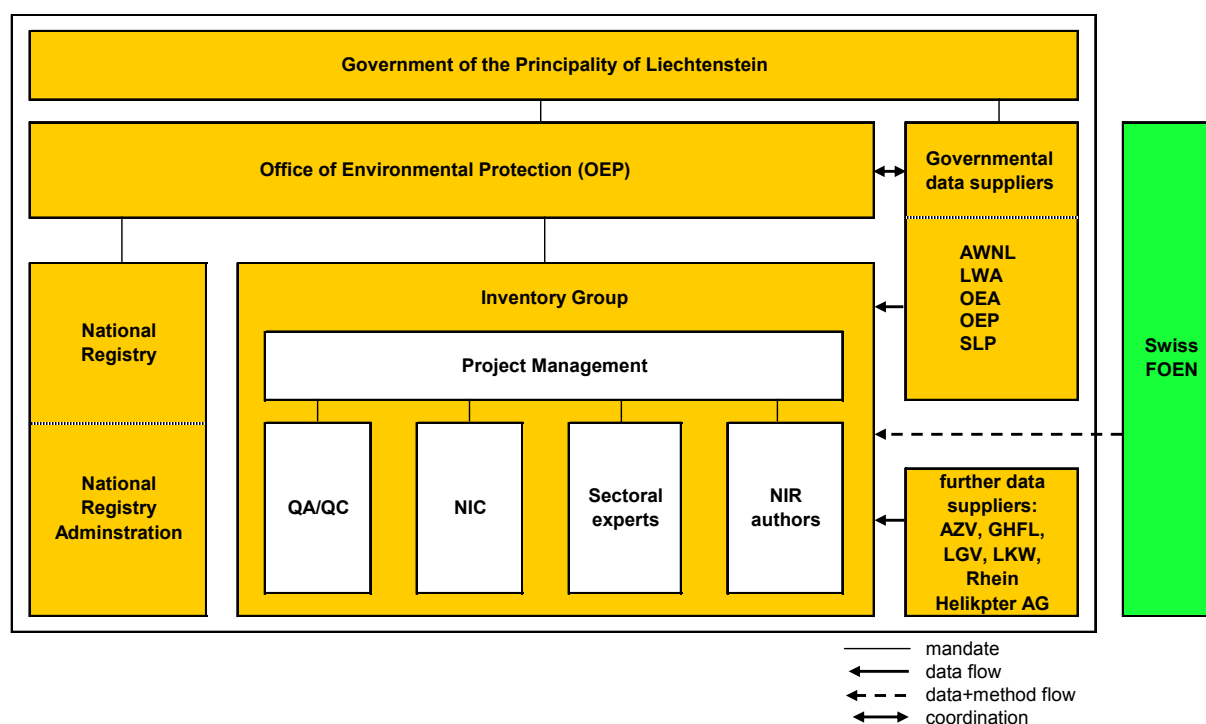 Government of the Principality of Liechtenstein
Office of Environmental Protection (OEP)
Governmental
data suppliers
AWNL
LWA
OEA
OEP
SLP
Swiss
FOEN
National
Registry
National
Registry
Adminstration
Inventory Group
Project Management
QA/QC
NIC
Sectoral
experts
NIR
authors
further data
suppliers:
AZV, GHFL,
LGV, LKW,
Rhein
Helikpter AG
mandate
data flow
data+method flow
coordination